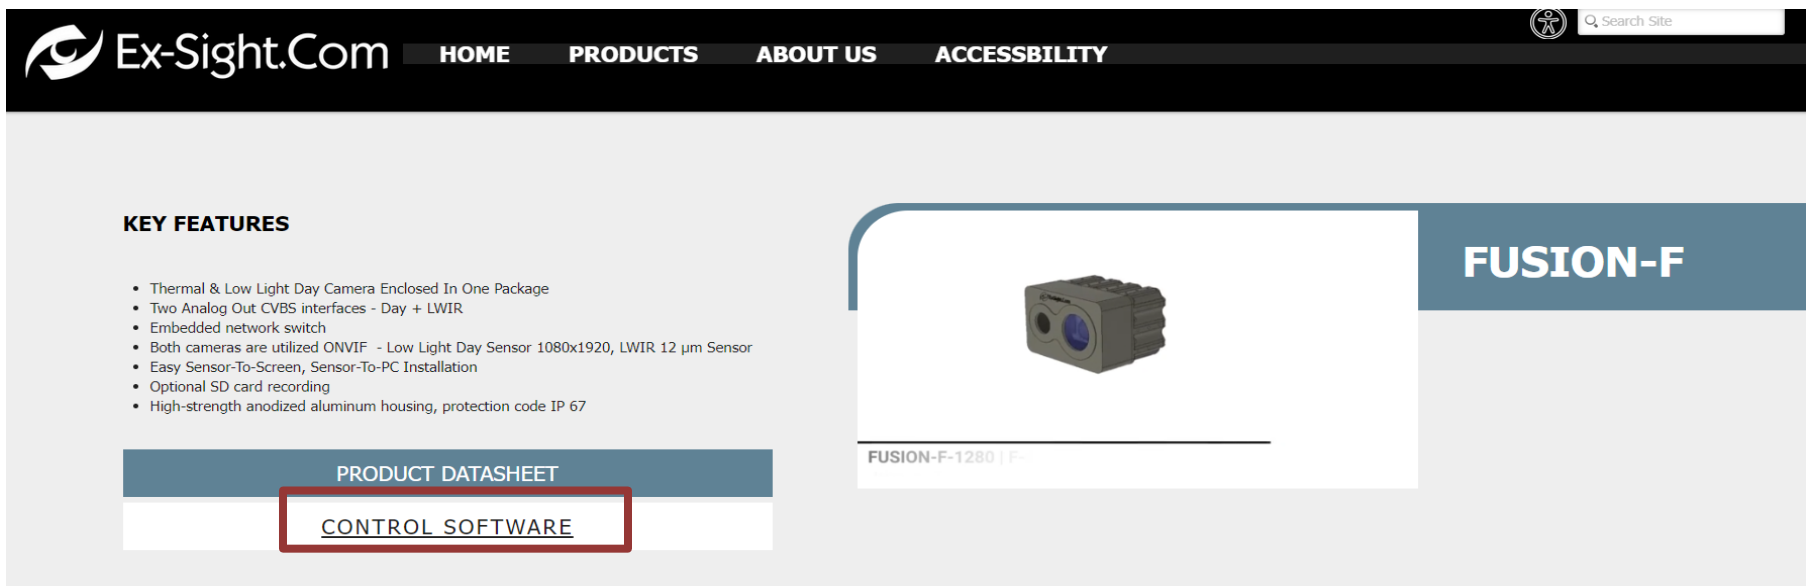 Ex-Sight.Com
HOME PRODUCTS ABOUT US ACCESSBILITY
Search Site
KEY FEATURES
• Thermal & Low Light Day Camera Enclosed In One Package
• Two Analog Out CVBS interfaces - Day + LWIR
• Embedded network switch
• Both cameras are utilized ONVIF - Low Light Day Sensor 1080x1920, LWIR 12 µm Sensor
• Easy Sensor-To-Screen, Sensor-To-PC Installation
• Optional SD card recording
• High-strength anodized aluminum housing, protection code IP 67
PRODUCT DATASHEET
CONTROL SOFTWARE
FUSION-F
FUSION-F-1280 | F-